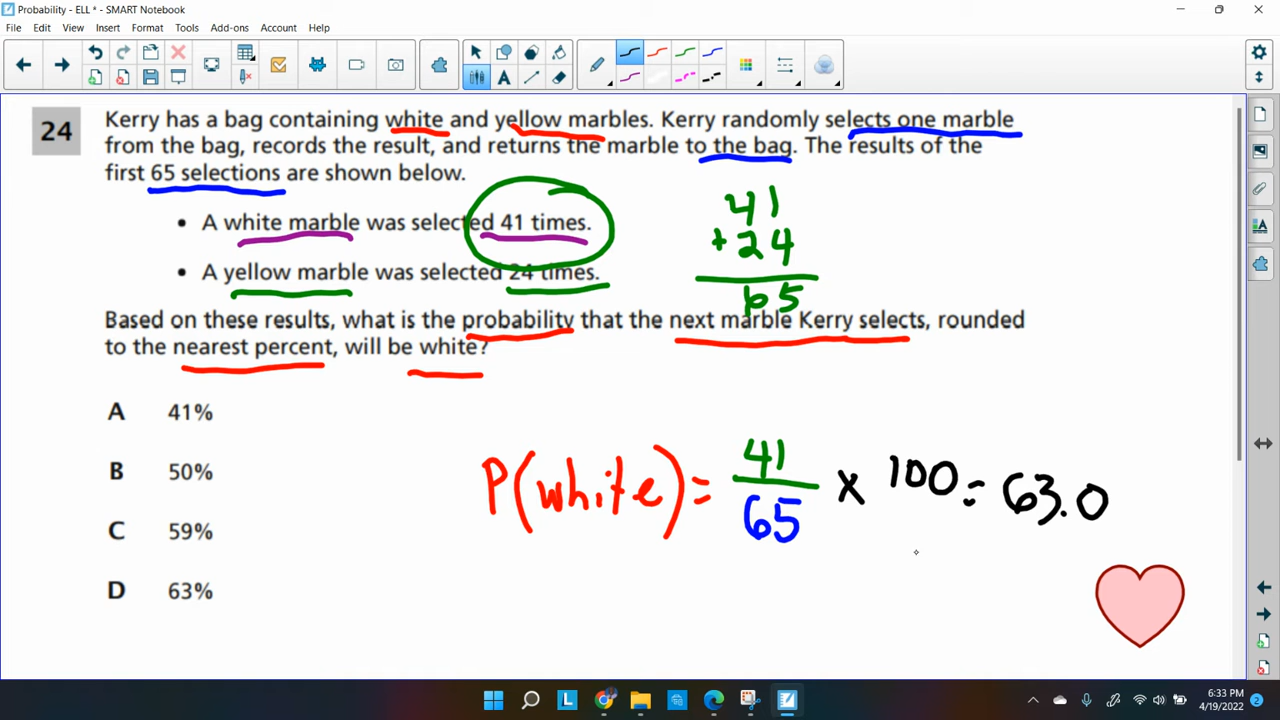 Probability - ELL * - SMART Notebook
File Edit View Insert Format Tools Add-ons Account Help
24
Kerry has a bag containing white and yellow marbles. Kerry randomly selects one marble
from the bag, records the result, and returns the marble to the bag. The results of the
first 65 selections are shown below.
• A white marble was selected 41 times.
• A yellow marble was selected 24 times.
41
+24
65
Based on these results, what is the probability that the next marble Kerry selects, rounded
to the nearest percent, will be white?
A 41%
B 50%
C 59%
D 63%
P(white) = 41/65 x 100 = 63.0
6:33 PM
4/19/2022
2